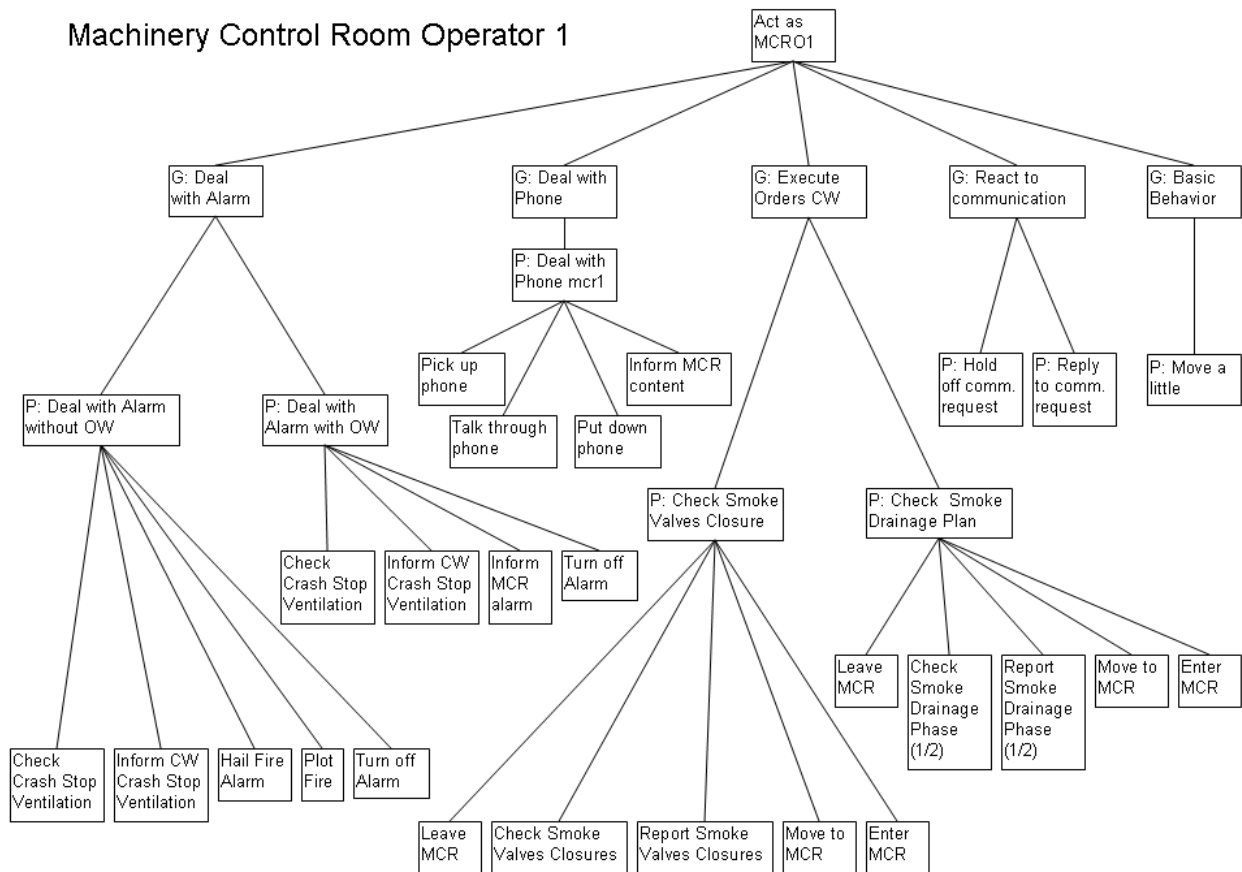 Machinery Control Room Operator 1
Act as
MCRO1
G: Deal
with Alarm
G: Deal with
Phone
G: Execute
Orders CW
G: React to
communication
G: Basic
Behavior
P: Deal with
Phone mcr1
Pick up
phone
Inform MCR
content
Talk through
phone
Put down
phone
P: Hold
off comm.
request
P: Reply
to comm.
request
P: Move a
little
P: Deal with Alarm
without OW
P: Deal with
Alarm with OW
P: Check Smoke
Valves Closure
P: Check Smoke
Drainage Plan
Check
Crash Stop
Ventilation
Inform CW
Crash Stop
Ventilation
Inform
MCR
alarm
Turn off
Alarm
Leave
MCR
Check
Smoke
Drainage
Phase
(1/2)
Report
Smoke
Drainage
Phase
(1/2)
Move to
MCR
Enter
MCR
Check
Crash Stop
Ventilation
Inform CW
Crash Stop
Ventilation
Hail Fire
Alarm
Plot
Fire
Turn off
Alarm
Leave
MCR
Check Smoke
Valves Closures
Report Smoke
Valves Closures
Move to
MCR
Enter
MCR